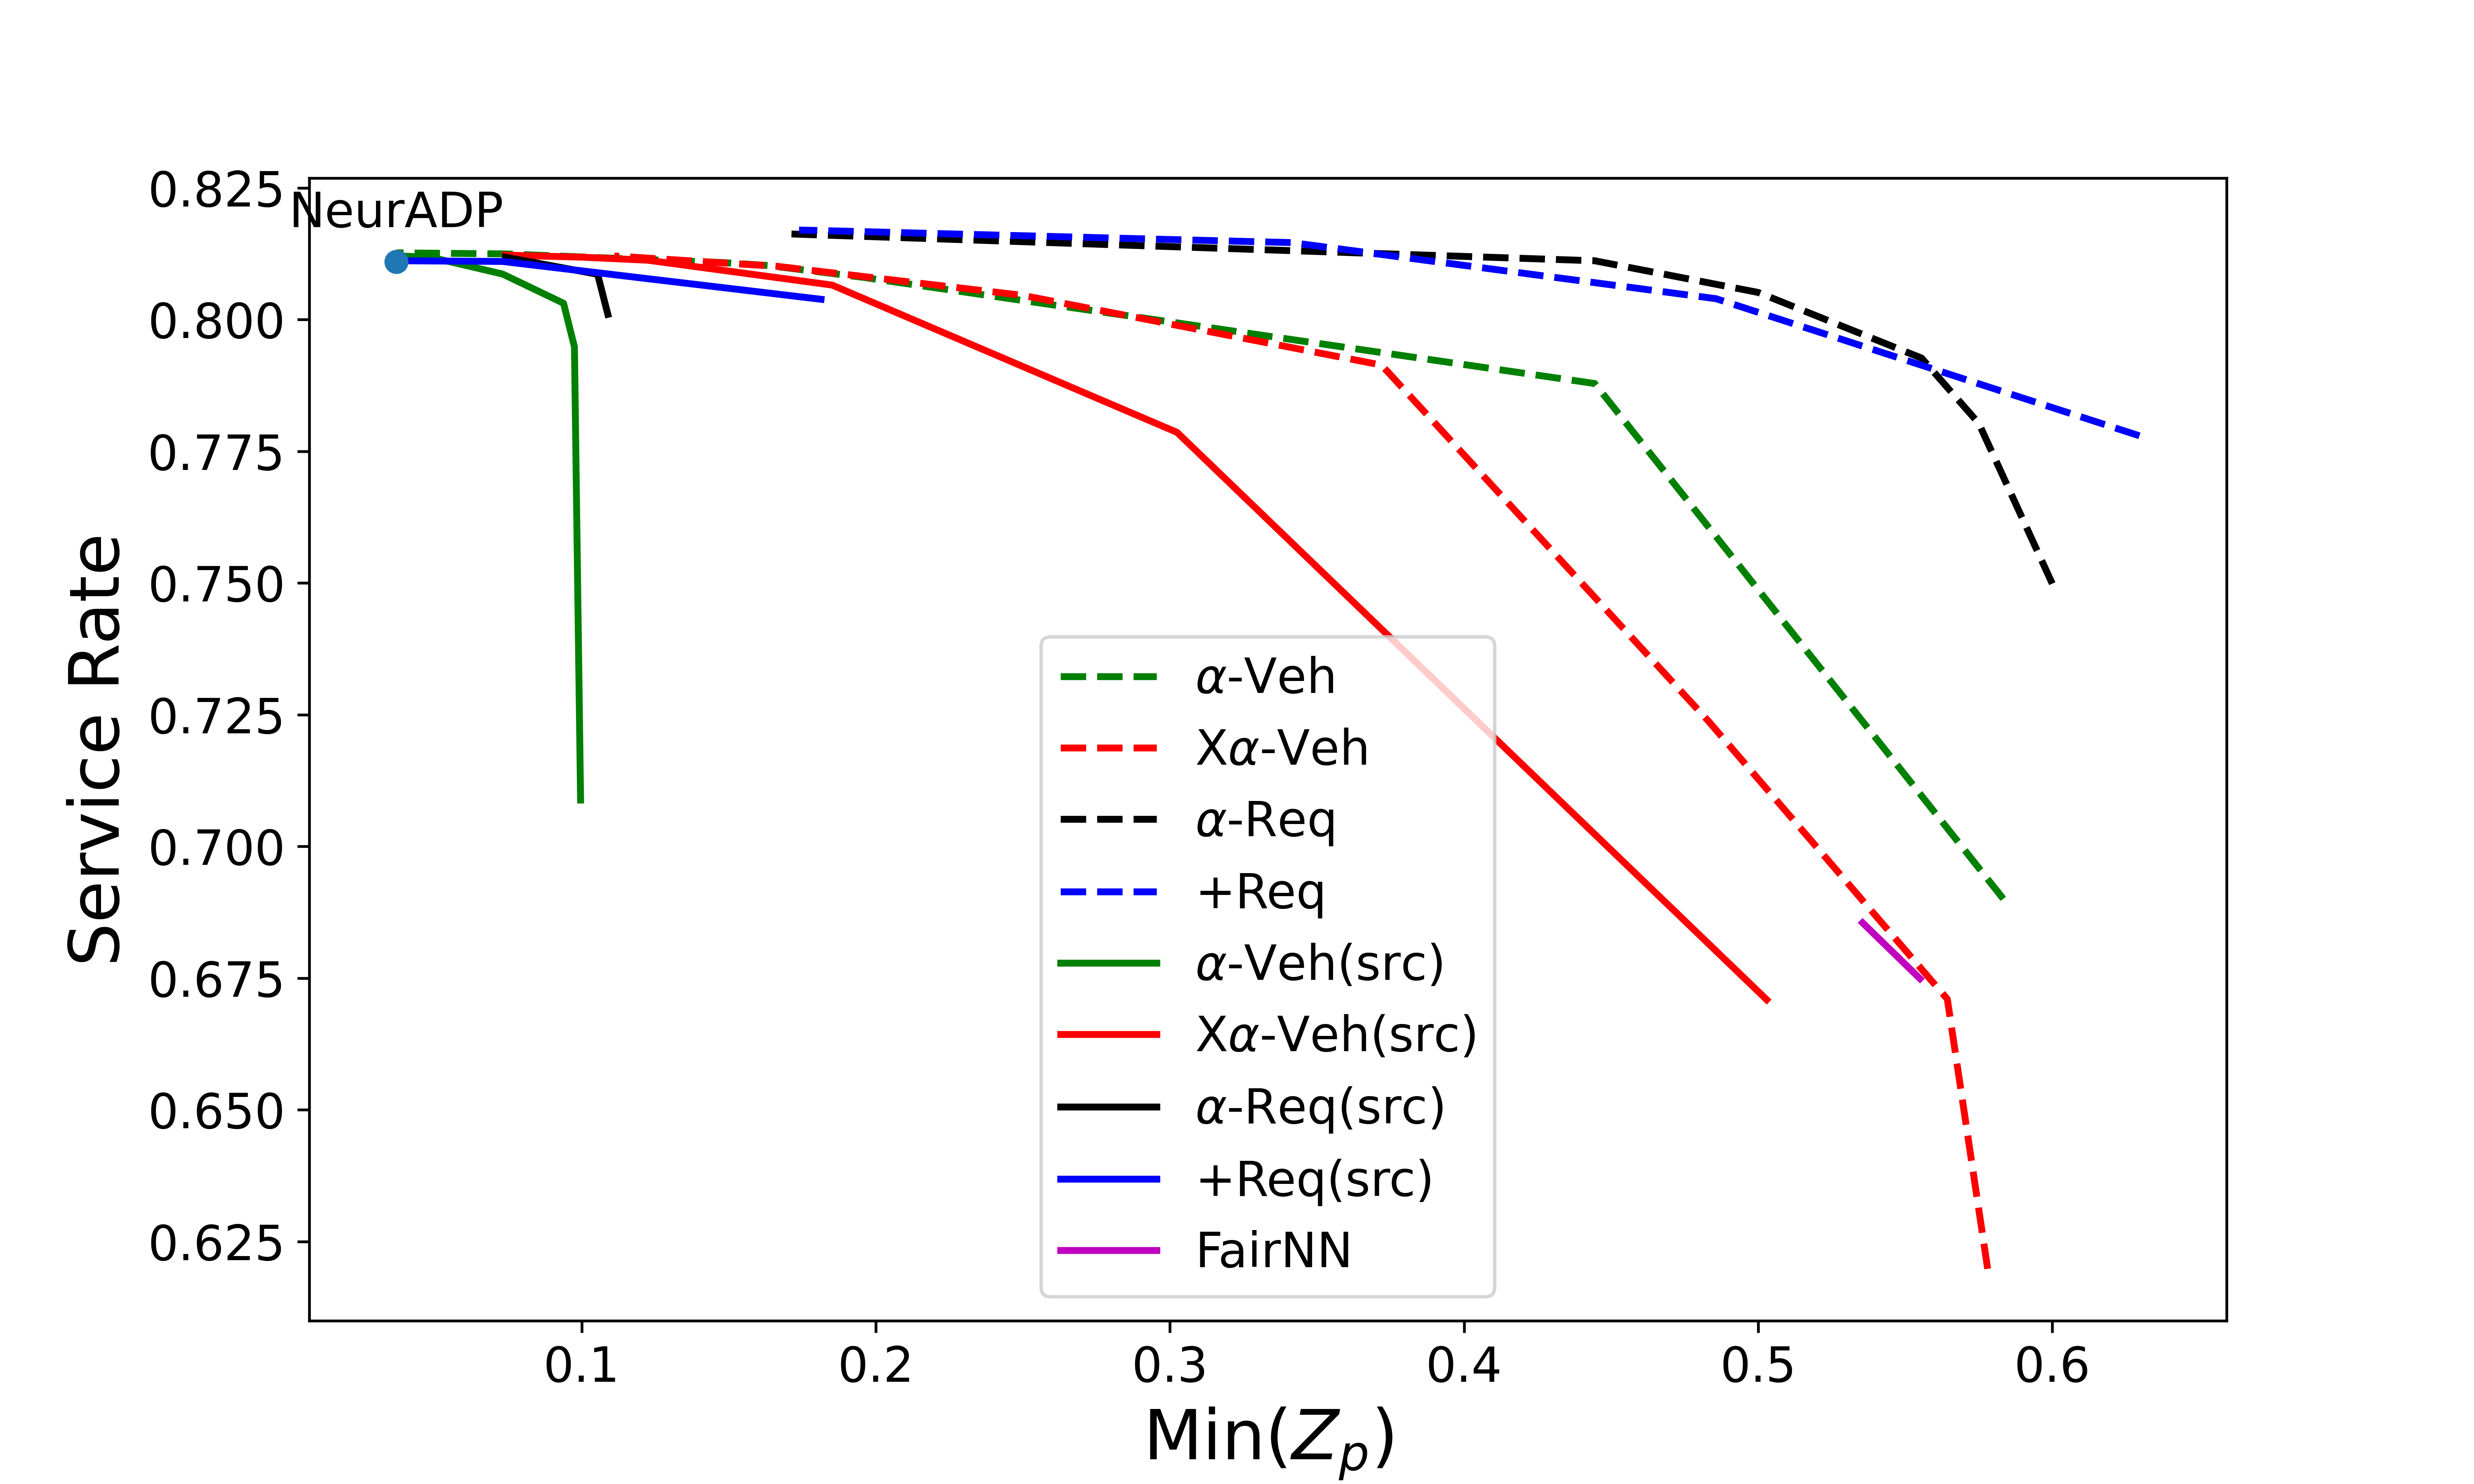 NeurADP
0.825
0.800
0.775
0.750
0.725
0.700
0.675
0.650
0.625
Service Rate
α-Veh
Xα-Veh
α-Req
+Req
α-Veh(src)
Xα-Veh(src)
α-Req(src)
+Req(src)
FairNN
0.1 0.2 0.3 0.4 0.5 0.6
Min(Zₚ)